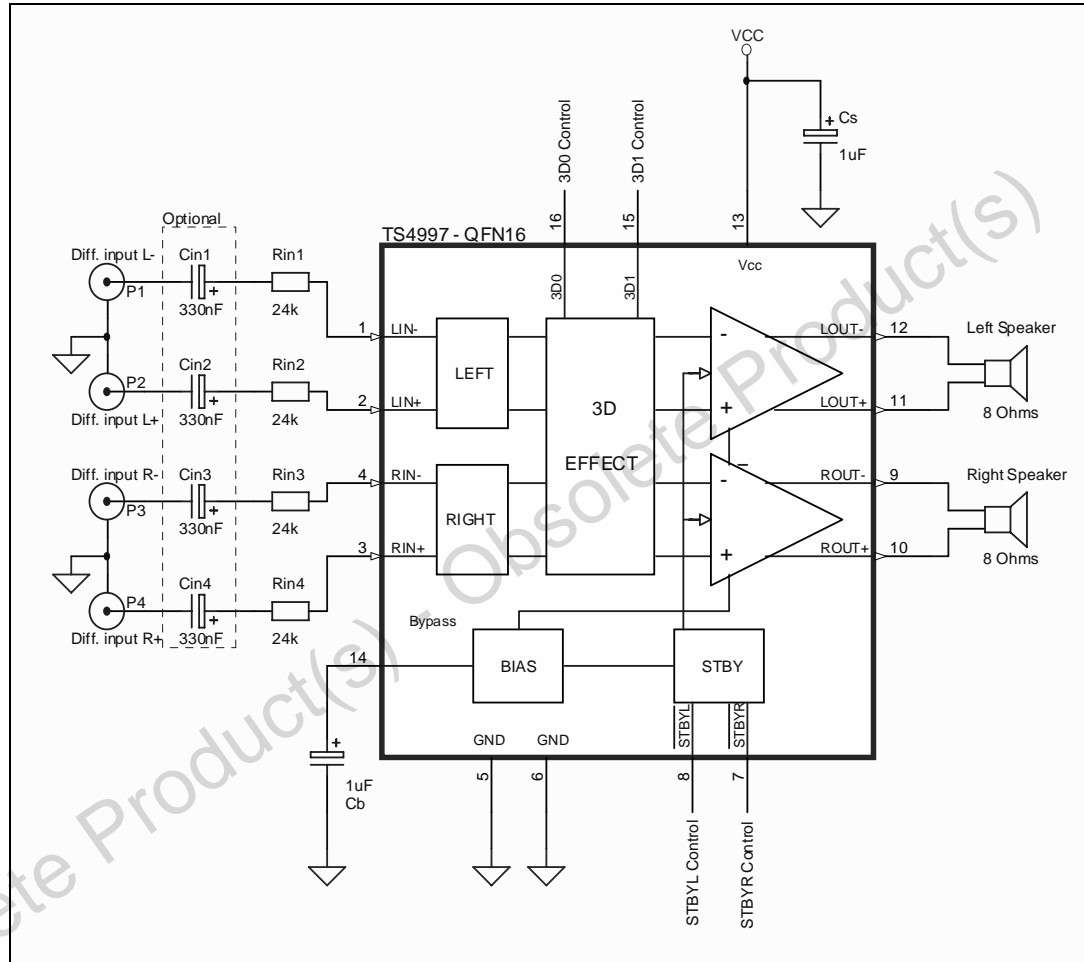 VCC
+ Cs
1uF
3D0 Control
3D1 Control
16
15
13
Optional
TS4997 - QFN16
Vcc
Diff. input L-
P1
Cin1
+
330nF
Rin1
24k
3D0
3D1
1
LIN-
LEFT
3D
EFFECT
-
LOUT-
12
Left Speaker
P2
Diff. input L+
Cin2
+
330nF
Rin2
24k
2
LIN+
+
LOUT+
11
8 Ohms
Diff. input R-
P3
Cin3
+
330nF
Rin3
24k
4
RIN-
RIGHT
-
ROUT-
9
Right Speaker
3
RIN+
+
ROUT+
10
8 Ohms
P4
Diff. input R+
Cin4
+
330nF
Rin4
24k
Bypass
14
BIAS
STBY
STBYL
STBYR
+
1uF
Cb
GND
GND
5
6
8
7
STBYL Control
STBYR Control
ete Product(s) - Obsolete Product(s)